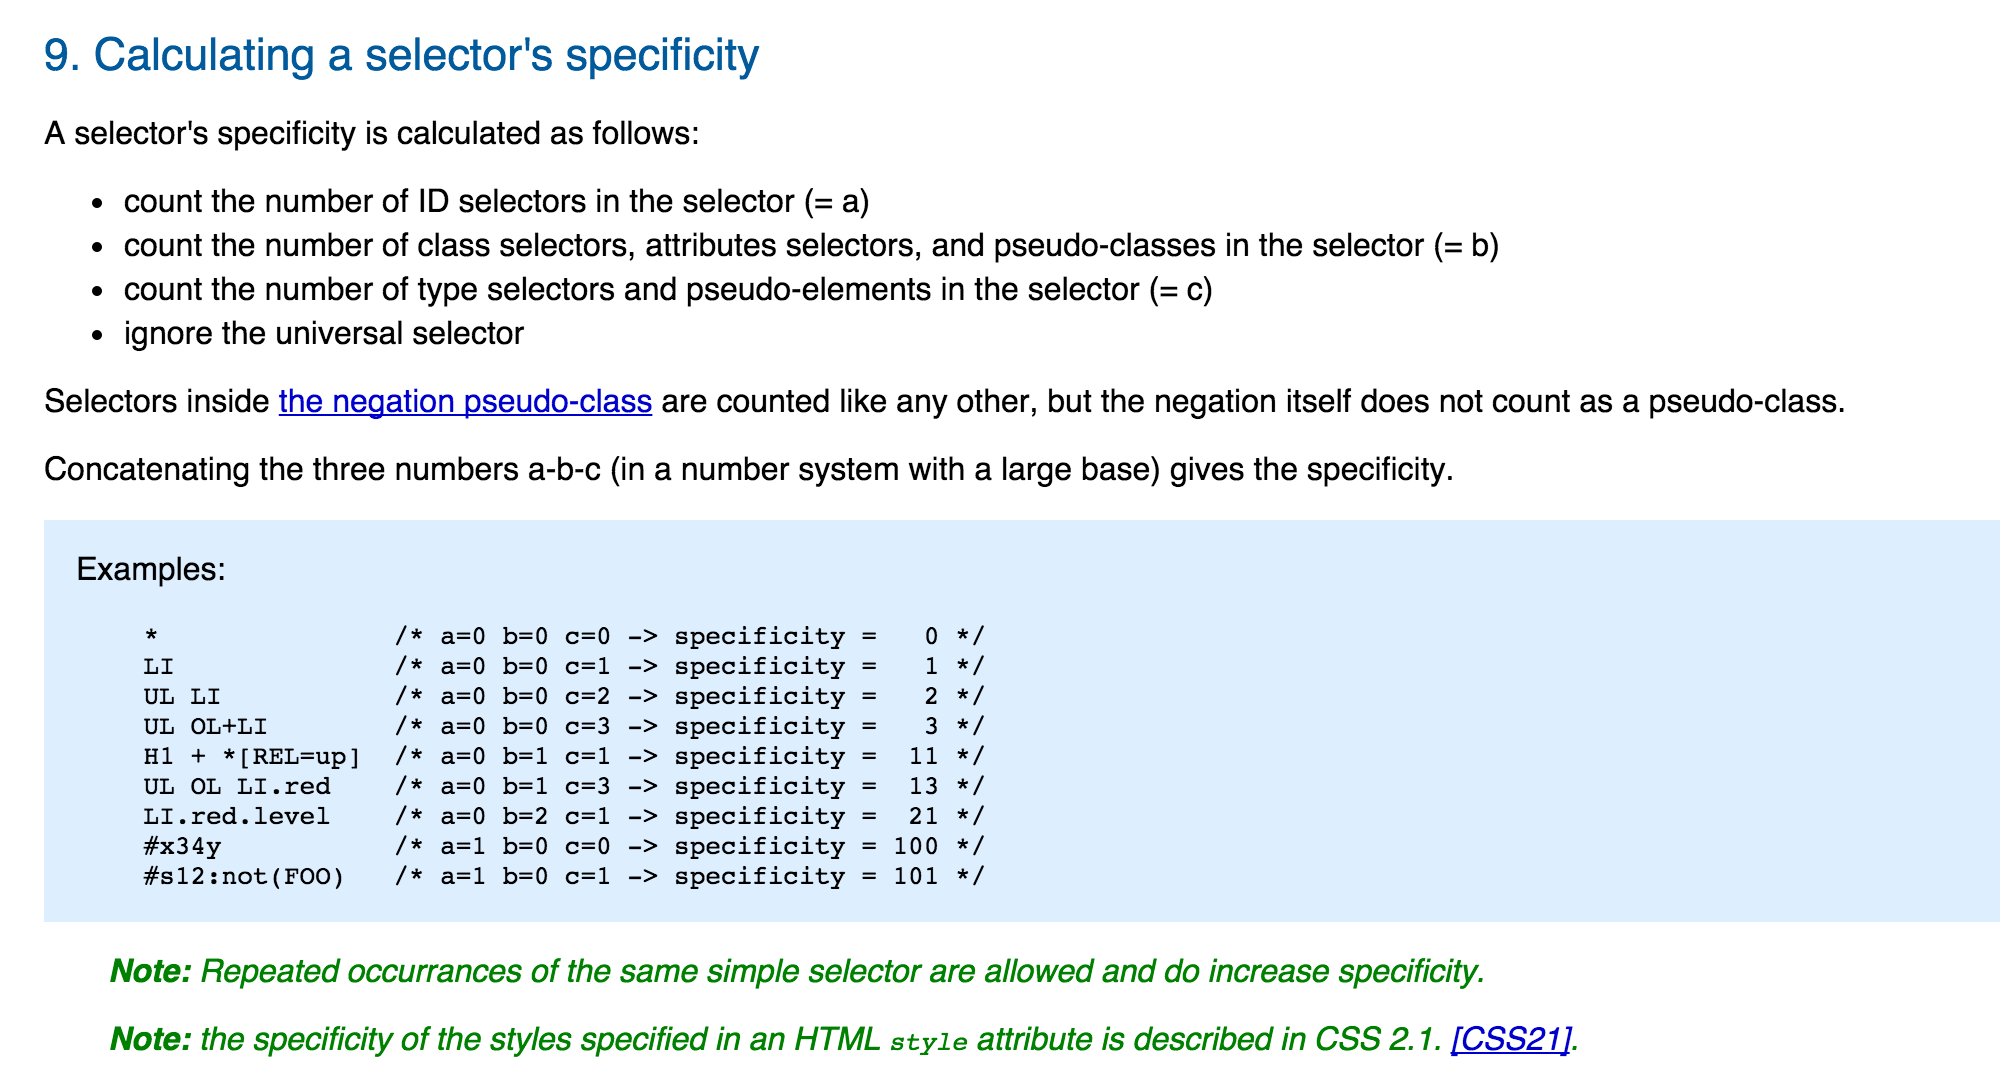 9. Calculating a selector's specificity
A selector's specificity is calculated as follows:
• count the number of ID selectors in the selector (= a)
• count the number of class selectors, attributes selectors, and pseudo-classes in the selector (= b)
• count the number of type selectors and pseudo-elements in the selector (= c)
• ignore the universal selector
Selectors inside the negation pseudo-class are counted like any other, but the negation itself does not count as a pseudo-class.
Concatenating the three numbers a-b-c (in a number system with a large base) gives the specificity.
Examples:
*               /* a=0 b=0 c=0 -> specificity =   0 */
LI              /* a=0 b=0 c=1 -> specificity =   1 */
UL LI           /* a=0 b=0 c=2 -> specificity =   2 */
UL OL+LI        /* a=0 b=0 c=3 -> specificity =   3 */
H1 + *[REL=up]  /* a=0 b=1 c=1 -> specificity =  11 */
UL OL LI.red    /* a=0 b=1 c=3 -> specificity =  13 */
LI.red.level    /* a=0 b=2 c=1 -> specificity =  21 */
#x34y           /* a=1 b=0 c=0 -> specificity = 100 */
#s12:not(FOO)   /* a=1 b=0 c=1 -> specificity = 101 */
Note: Repeated occurrances of the same simple selector are allowed and do increase specificity.
Note: the specificity of the styles specified in an HTML style attribute is described in CSS 2.1. [CSS21].